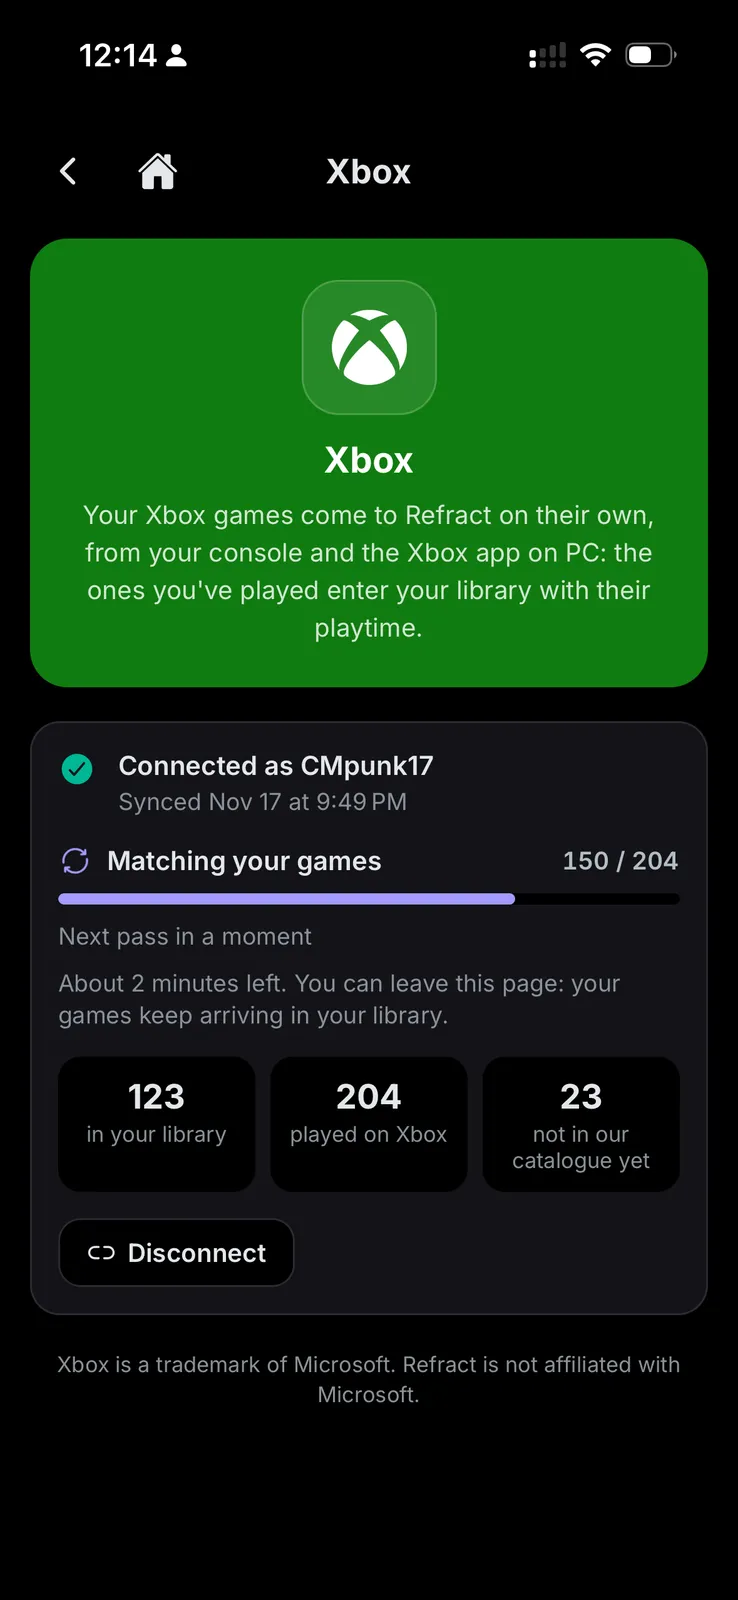 12:14
Xbox
Xbox
Your Xbox games come to Refract on their own,
from your console and the Xbox app on PC: the
ones you've played enter your library with their
playtime.
Connected as CMpunk17
Synced Nov 17 at 9:49 PM
Matching your games 150 / 204
Next pass in a moment
About 2 minutes left. You can leave this page: your
games keep arriving in your library.
123 204 23
in your library played on Xbox not in our
catalogue yet
Disconnect
Xbox is a trademark of Microsoft. Refract is not affiliated with
Microsoft.